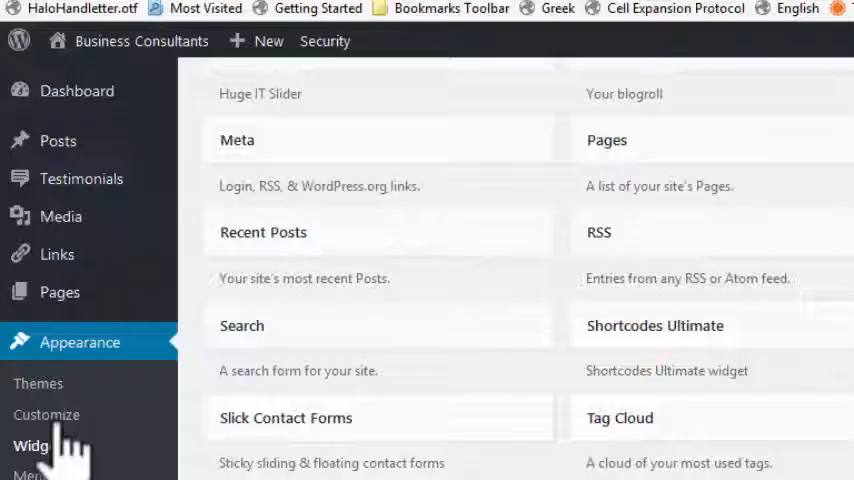 HaloHandletter.otf Most Visited Getting Started Bookmarks Toolbar Greek Cell Expansion Protocol English
Business Consultants New Security
Dashboard
Posts
Testimonials
Media
Links
Pages
Appearance
Themes
Customize
Huge IT Slider Your blogroll
Meta Pages
Login, RSS, & WordPress.org links. A list of your site's Pages.
Recent Posts RSS
Your site's most recent Posts. Entries from any RSS or Atom feed.
Search Shortcodes Ultimate
A search form for your site. Shortcodes Ultimate widget
Slick Contact Forms Tag Cloud
Sticky sliding & floating contact forms A cloud of your most used tags.